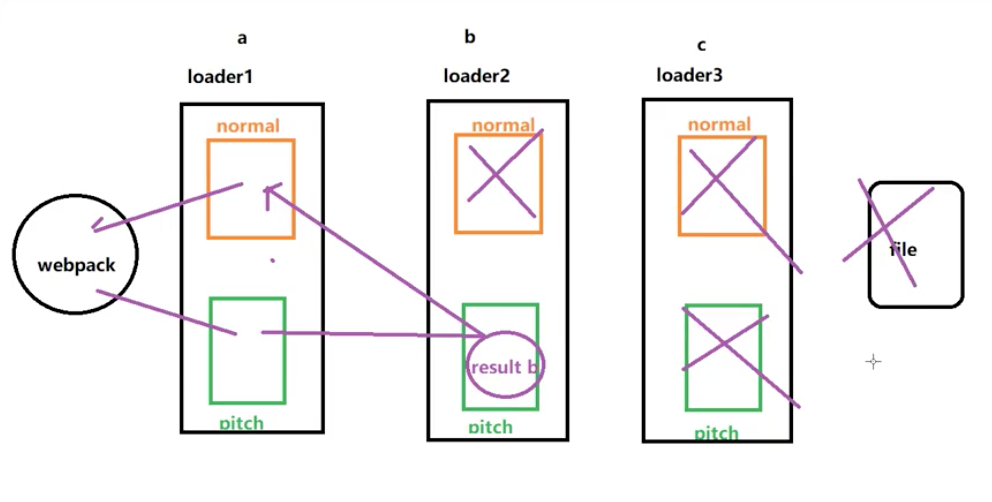 a
b
c
loader1
loader2
loader3
normal
normal
normal
webpack
file
result b
pitch
pitch
pitch